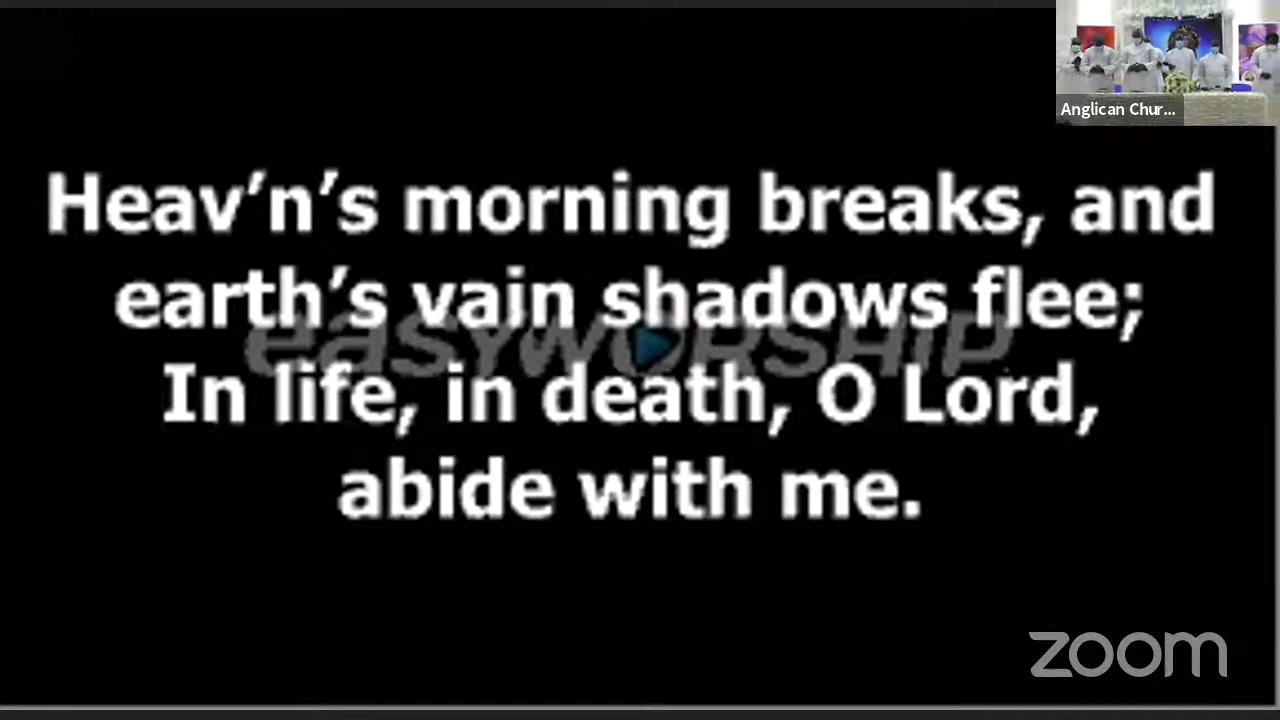 Anglican Chur...
Heav’n’s morning breaks, and
earth’s vain shadows flee;
easyworship
In life, in death, O Lord,
abide with me.
zoom